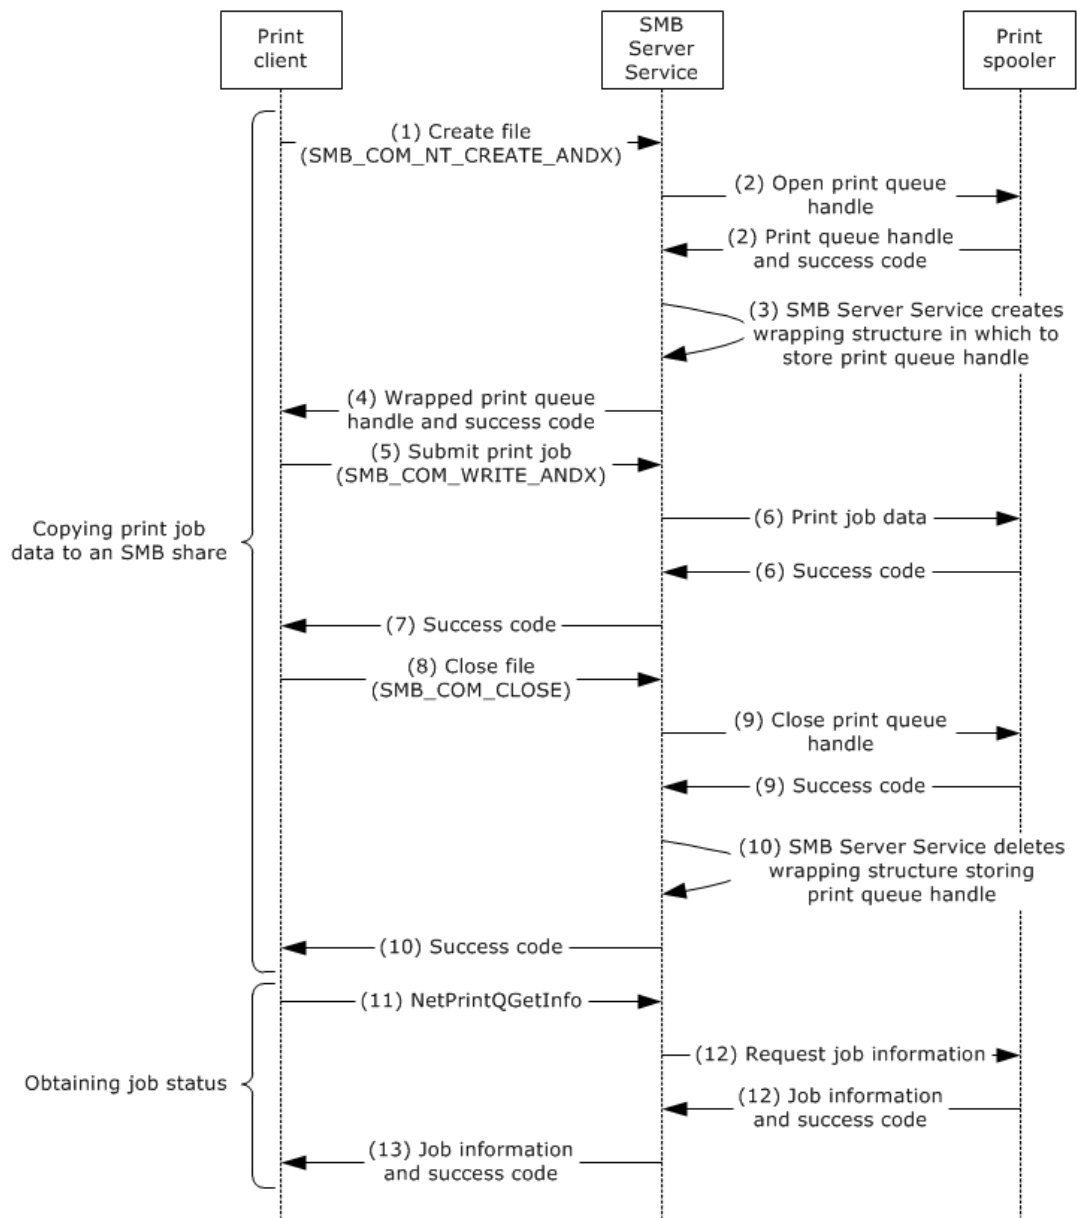 Print
client
SMB
Server
Service
Print
spooler
(1) Create file
(SMB_COM_NT_CREATE_ANDX)
(2) Open print queue
handle
(2) Print queue handle
and success code
(3) SMB Server Service creates
wrapping structure in which to
store print queue handle
(4) Wrapped print queue
handle and success code
(5) Submit print job
(SMB_COM_WRITE_ANDX)
Copying print job
data to an SMB share
(6) Print job data
(6) Success code
(7) Success code
(8) Close file
(SMB_COM_CLOSE)
(9) Close print queue
handle
(9) Success code
(10) SMB Server Service deletes
wrapping structure storing
print queue handle
(10) Success code
(11) NetPrintQGetInfo
(12) Request job information
Obtaining job status
(12) Job information
and success code
(13) Job information
and success code